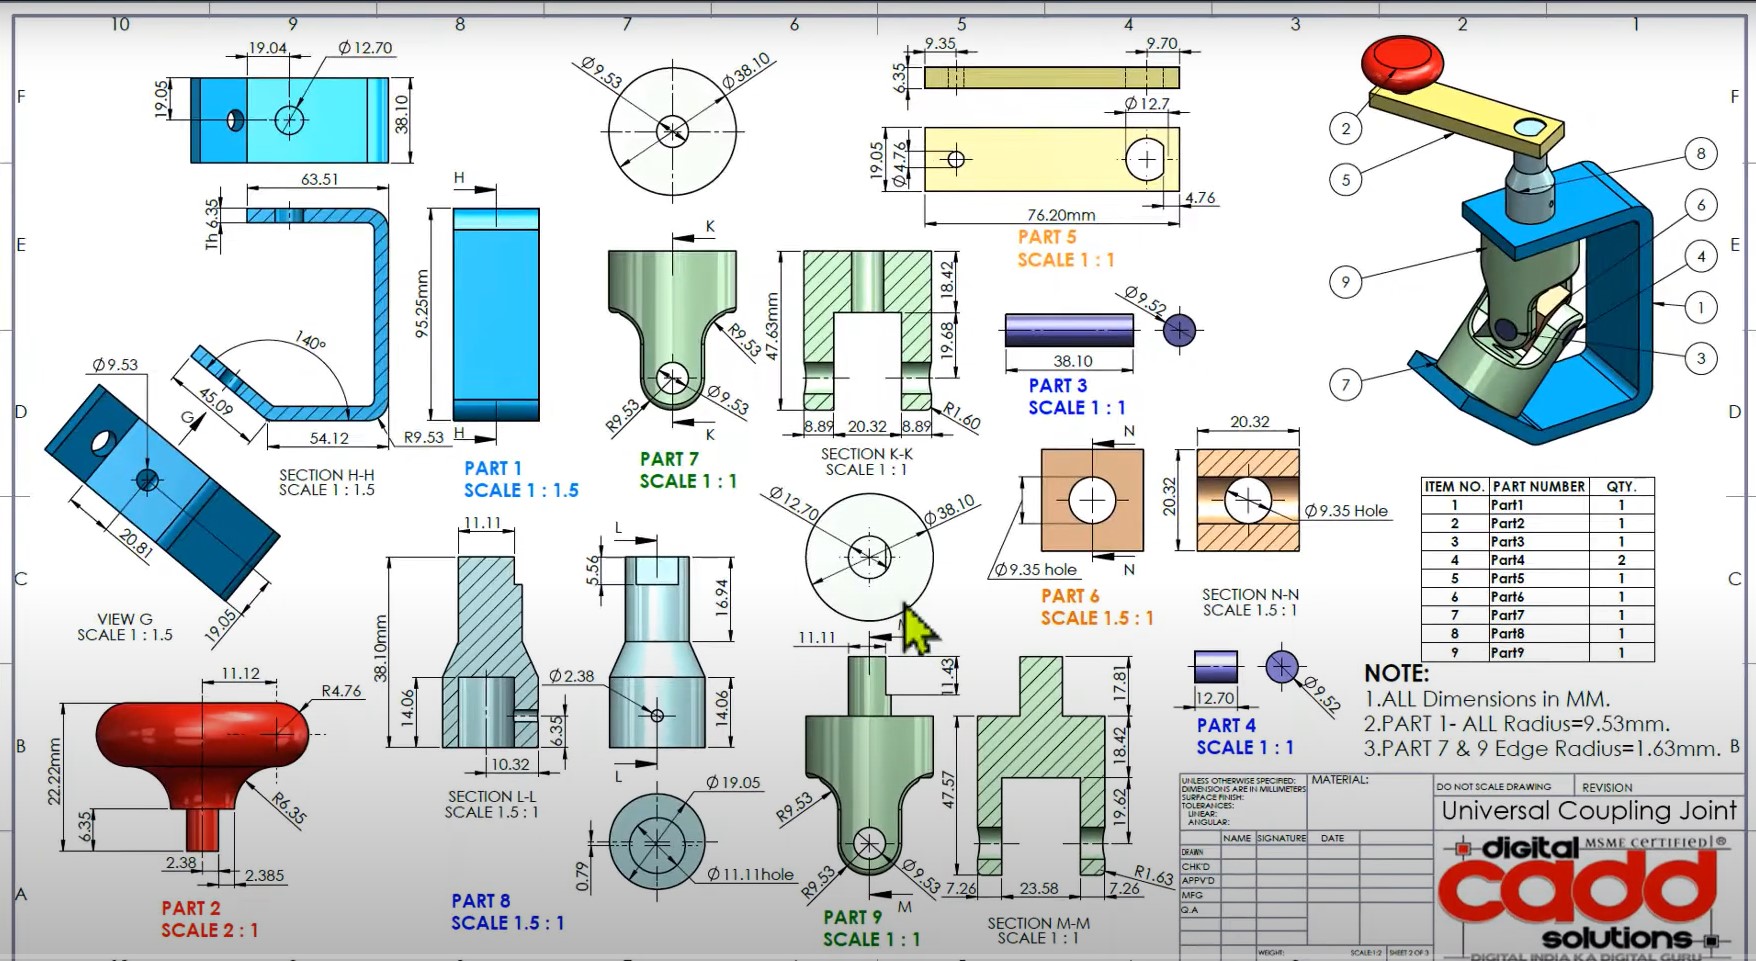 10 9 8 7 6 5 4 3 2 1
F
E
D
C
B
A
F
E
D
C
B
19.04
Ø12.70
19.05
38.10
63.51
Th 6.35
140°
45.09
54.12
R9.53
G
SECTION H-H
SCALE 1 : 1.5
H
95.25mm
H
PART 1
SCALE 1 : 1.5
Ø9.53
20.81
19.05
VIEW G
SCALE 1 : 1.5
Ø9.53
Ø38.10
K
R9.53
Ø9.53
R9.53
K
PART 7
SCALE 1 : 1
47.63mm
18.42
19.68
R1.60
8.89
20.32
8.89
SECTION K-K
SCALE 1 : 1
9.35
9.70
6.35
Ø12.7
19.05
Ø4.76
4.76
76.20mm
PART 5
SCALE 1 : 1
Ø9.52
38.10
PART 3
SCALE 1 : 1
N
N
Ø9.35 hole
PART 6
SCALE 1.5 : 1
20.32
20.32
Ø9.35 Hole
SECTION N-N
SCALE 1.5 : 1
12.70
Ø9.52
PART 4
SCALE 1 : 1
11.12
R4.76
22.22mm
6.35
R6.35
2.38
2.385
PART 2
SCALE 2 : 1
11.11
38.10mm
14.06
6.35
10.32
SECTION L-L
SCALE 1.5 : 1
L
5.56
16.94
Ø2.38
14.06
L
Ø19.05
0.79
Ø11.11hole
PART 8
SCALE 1.5 : 1
Ø12.70
Ø38.10
11.11
11.43
R9.53
R9.53
Ø9.53
M
PART 9
SCALE 1 : 1
17.81
18.42
47.57
19.62
R1.63
7.26
23.58
7.26
SECTION M-M
SCALE 1 : 1
2
5
9
7
8
6
4
1
3
ITEM NO. PART NUMBER QTY.
1 Part1 1
2 Part2 1
3 Part3 1
4 Part4 2
5 Part5 1
6 Part6 1
7 Part7 1
8 Part8 1
9 Part9 1
NOTE:
1.ALL Dimensions in MM.
2.PART 1- ALL Radius=9.53mm.
3.PART 7 & 9 Edge Radius=1.63mm.
UNLESS OTHERWISE SPECIFIED:
DIMENSIONS ARE IN MILLIMETERS
SURFACE FINISH:
TOLERANCES:
LINEAR:
ANGULAR:
MATERIAL:
DO NOT SCALE DRAWING
REVISION
Universal Coupling Joint
NAME SIGNATURE DATE
DRAWN
CHK'D
APPV'D
MFG
Q.A
WEIGHT:
SCALE:1:2
SHEET 2 OF 3
MSME CERTIFIED ®
digital
cadd
solutions
DIGITAL INDIA KA DIGITAL GURU